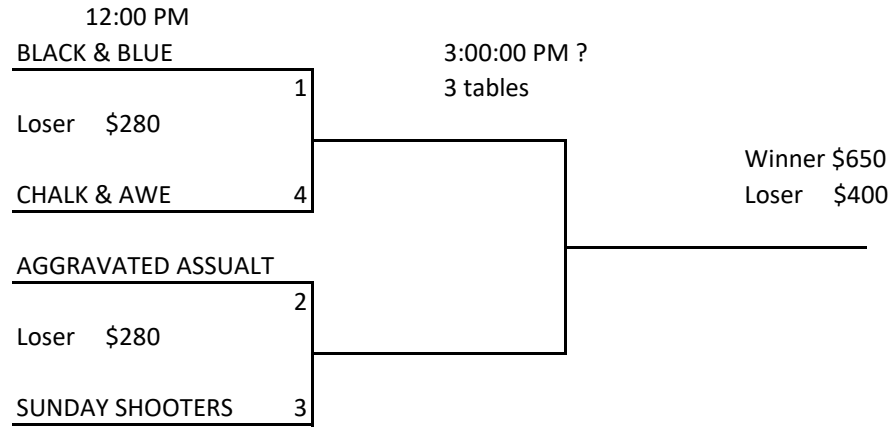 12:00 PM
BLACK & BLUE
3:00:00 PM ?
1
3 tables
Loser $280
Winner $650
CHALK & AWE 4
Loser $400
AGGRAVATED ASSUALT
2
Loser $280
SUNDAY SHOOTERS 3